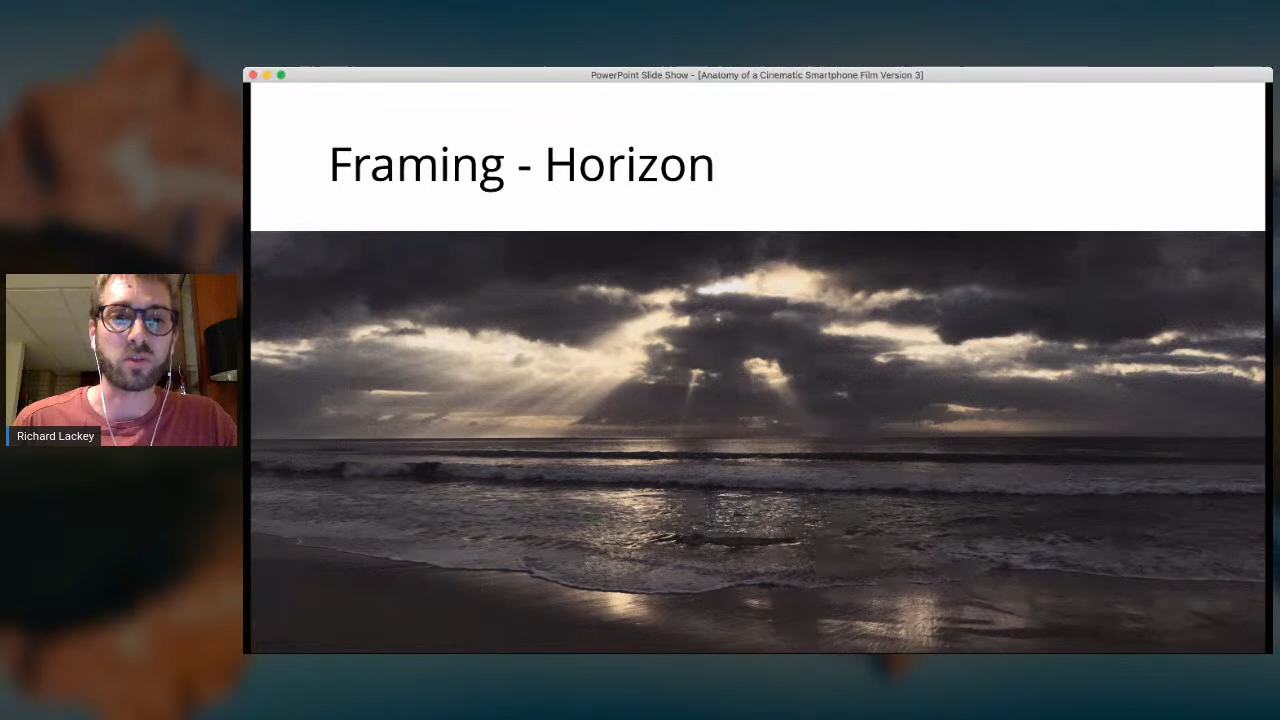 PowerPoint Slide Show - [Anatomy of a Cinematic Smartphone Film Version 3]
Framing - Horizon
Richard Lackey